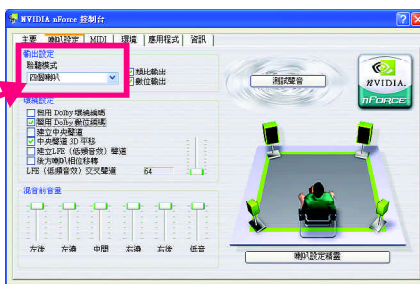 NVIDIA nForce 控制台
主要 喇叭設定 MIDI 環境 應用程式 資訊
輸出設定
聆聽模式
四個喇叭
類比輸出
數位輸出
測試聲音
NVIDIA.
nFORCE
環繞設定
啟用 Dolby 環繞編碼
啟用 Dolby 數位編碼
建立中央聲道
中央聲道 3D 平移
建立LFE (低頻音效) 聲道
後方喇叭相位移轉
LFE (低頻音效) 交叉聲道 64
混音前音量
左後 左邊 中間 右邊 右後 低音
喇叭設定精靈